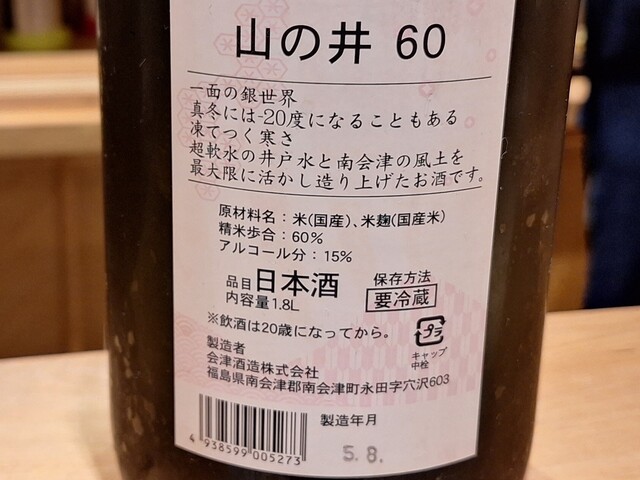 山の井 60
一面の銀世界
真冬には-20度になることもある
凍てつく寒さ
超軟水の井戸水と南会津の風土を
最大限に活かし造り上げたお酒です。
原材料名：米(国産)、米麹(国産米)
精米歩合：60%
アルコール分：15%
品目日本酒
内容量1.8L
保存方法
要冷蔵
※飲酒は20歳になってから。
プラ
キャップ
中栓
製造者
会津酒造株式会社
福島県南会津郡南会津町永田字穴沢603
製造年月
5.8.
4 938599 005273